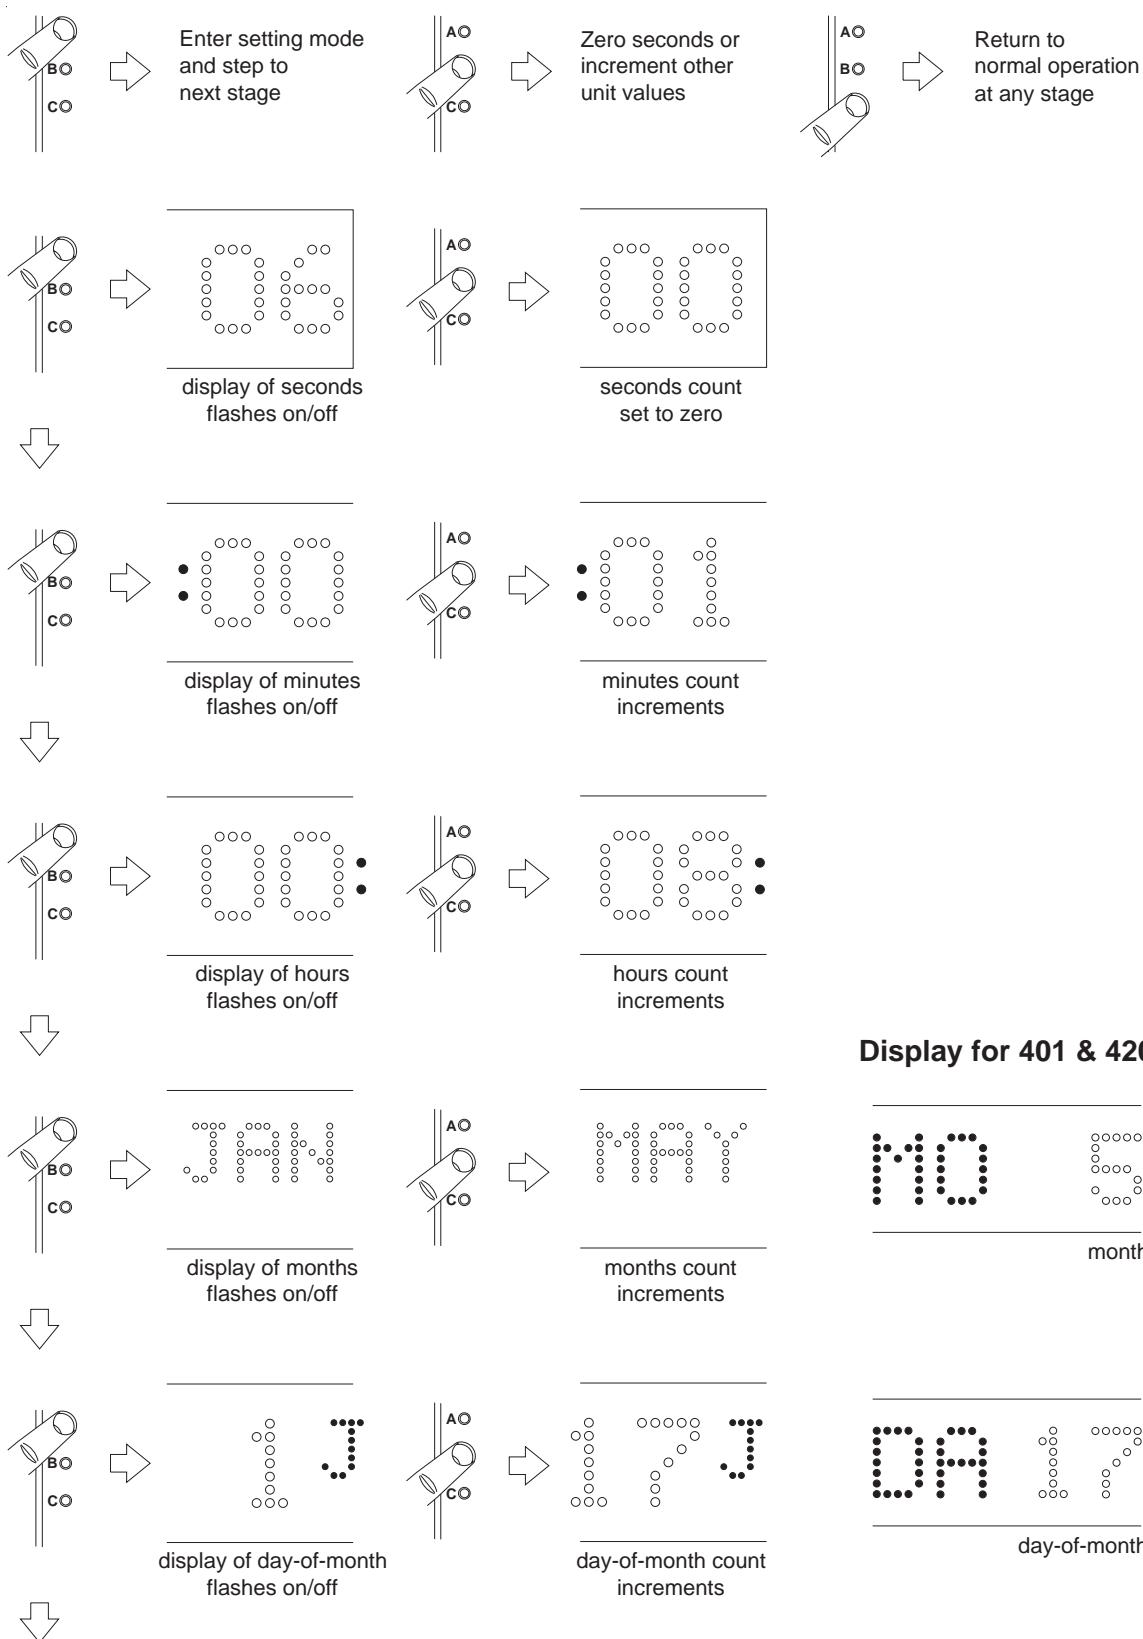 Enter setting mode
and step to
next stage
B
C
Zero seconds or
increment other
unit values
A
C
Return to
normal operation
at any stage
A
B
B
C
06
display of seconds
flashes on/off
A
C
00
seconds count
set to zero
B
C
:00
display of minutes
flashes on/off
A
C
:01
minutes count
increments
B
C
00:
display of hours
flashes on/off
A
C
08:
hours count
increments
Display for 401 & 420
B
C
JAN
display of months
flashes on/off
A
C
MAY
months count
increments
MO 5
month
B
C
1 J
display of day-of-month
flashes on/off
A
C
17 J
day-of-month count
increments
DA 17
day-of-month